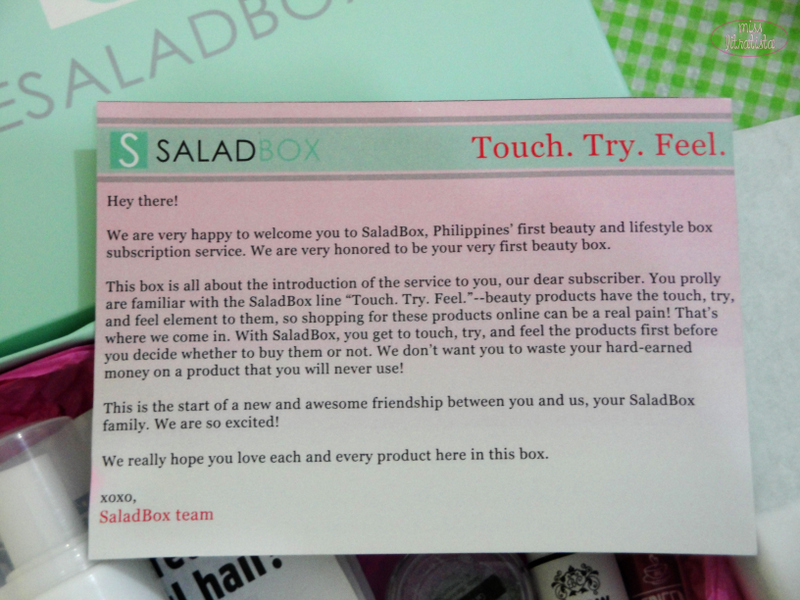 miss
Xtralista
ESALADBOX
S SALADBOX
Touch. Try. Feel.
Hey there!
We are very happy to welcome you to SaladBox, Philippines' first beauty and lifestyle box
subscription service. We are very honored to be your very first beauty box.
This box is all about the introduction of the service to you, our dear subscriber. You prolly
are familiar with the SaladBox line “Touch. Try. Feel.”--beauty products have the touch, try,
and feel element to them, so shopping for these products online can be a real pain! That's
where we come in. With SaladBox, you get to touch, try, and feel the products first before
you decide whether to buy them or not. We don't want you to waste your hard-earned
money on a product that you will never use!
This is the start of a new and awesome friendship between you and us, your SaladBox
family. We are so excited!
We really hope you love each and every product here in this box.
xoxo,
SaladBox team
hair?